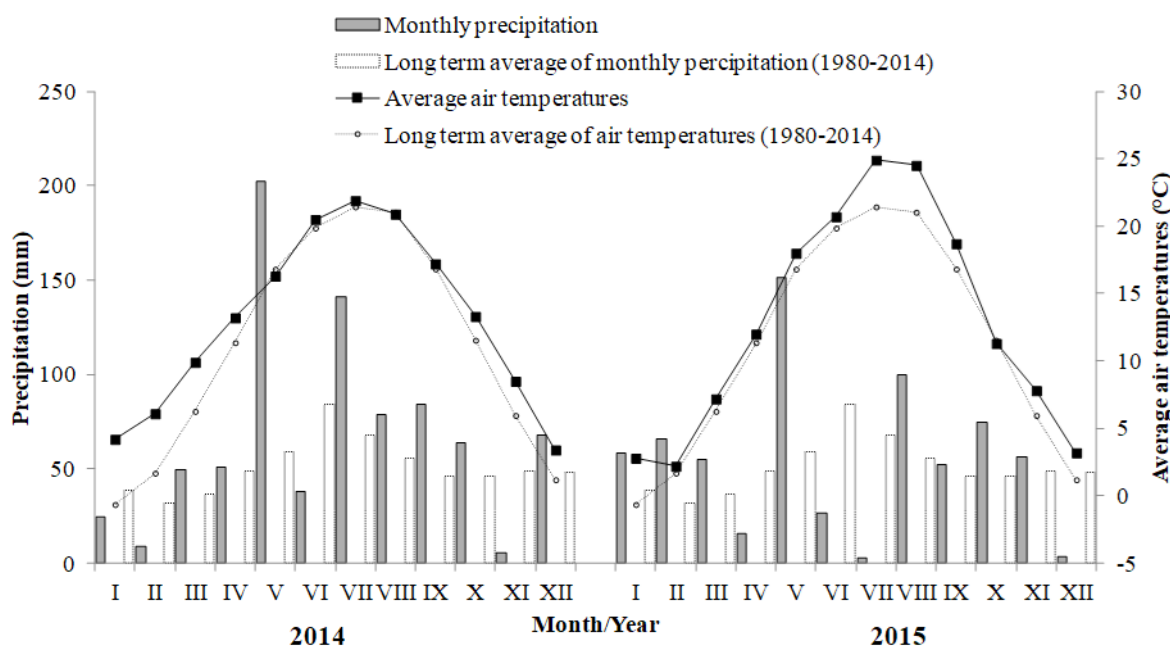 Monthly precipitation
Long term average of monthly percipitation (1980-2014)
Average air temperatures
Long term average of air temperatures (1980-2014)
Precipitation (mm)
250
200
150
100
50
0
Average air temperatures (°C)
30
25
20
15
10
5
0
-5
I II III IV V VI VII VIII IX X XI XII I II III IV V VI VII VIII IX X XI XII
2014 Month/Year 2015